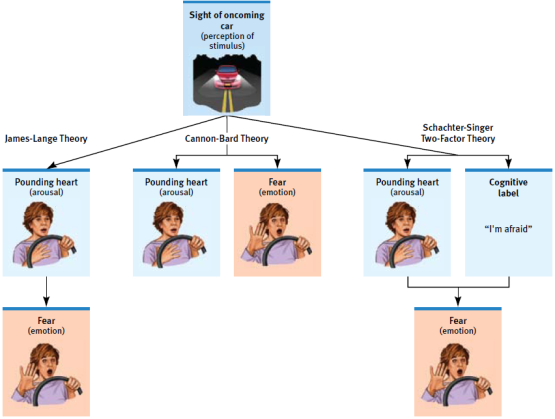 Sight of oncoming
car
(perception of
stimulus)
James-Lange Theory
Cannon-Bard Theory
Schachter-Singer
Two-Factor Theory
Pounding heart
(arousal)
Pounding heart
(arousal)
Fear
(emotion)
Pounding heart
(arousal)
Cognitive
label
“I’m afraid”
Fear
(emotion)
Fear
(emotion)